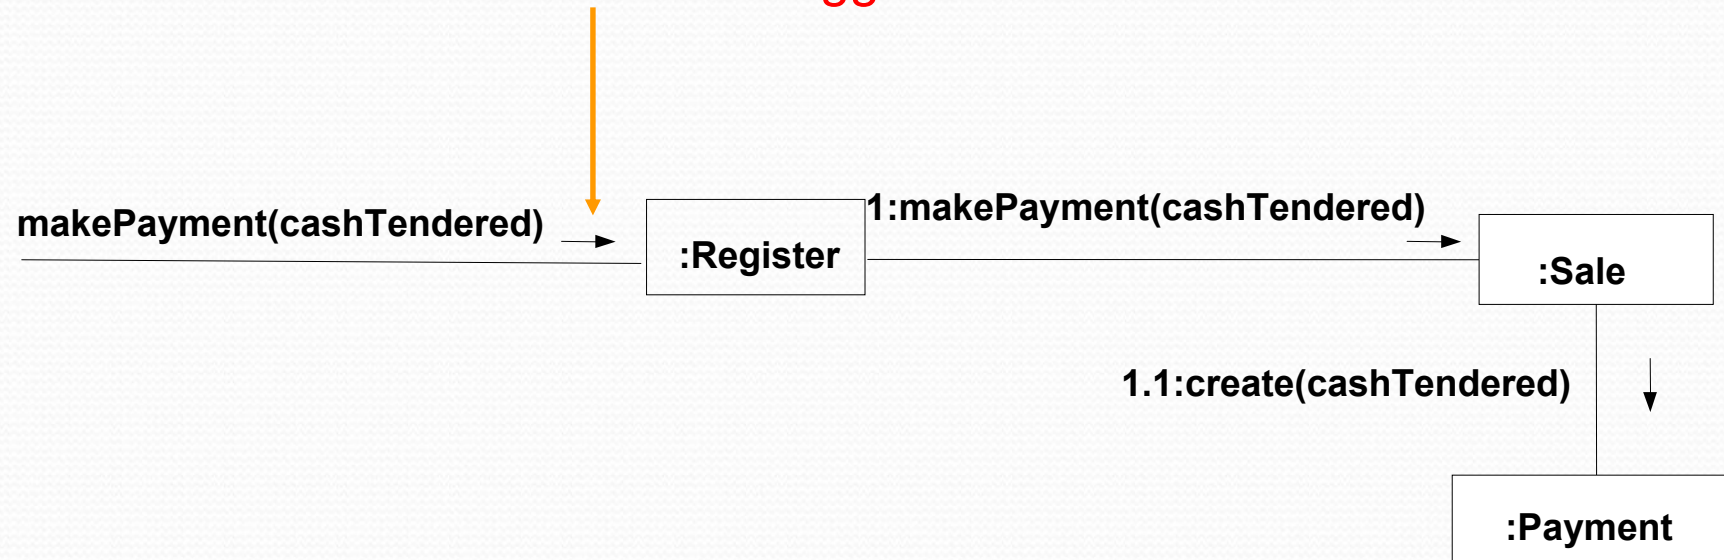 makePayment(cashTendered)
:Register
1:makePayment(cashTendered)
:Sale
1.1:create(cashTendered)
:Payment